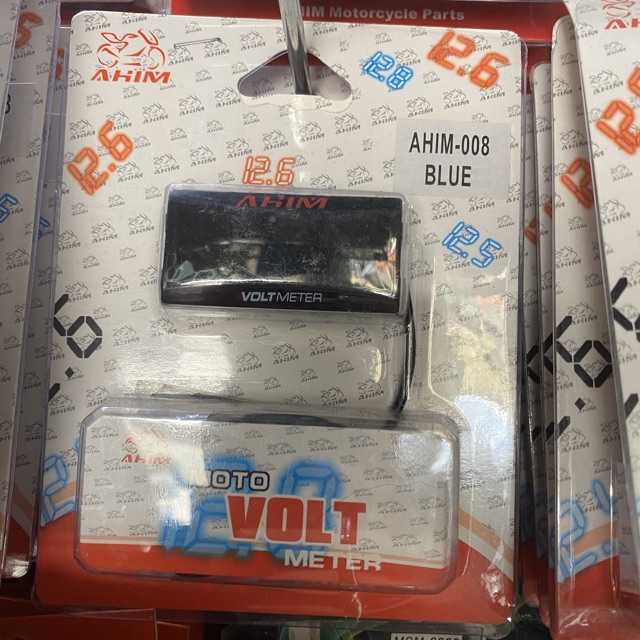 HIM Motorcycle Parts
AHIM
12.6
12.8
12.6
AHIM-008
BLUE
12.6
12.5
AHIM
VOLTMETER
AHIM
MOTO
VOLT
METER